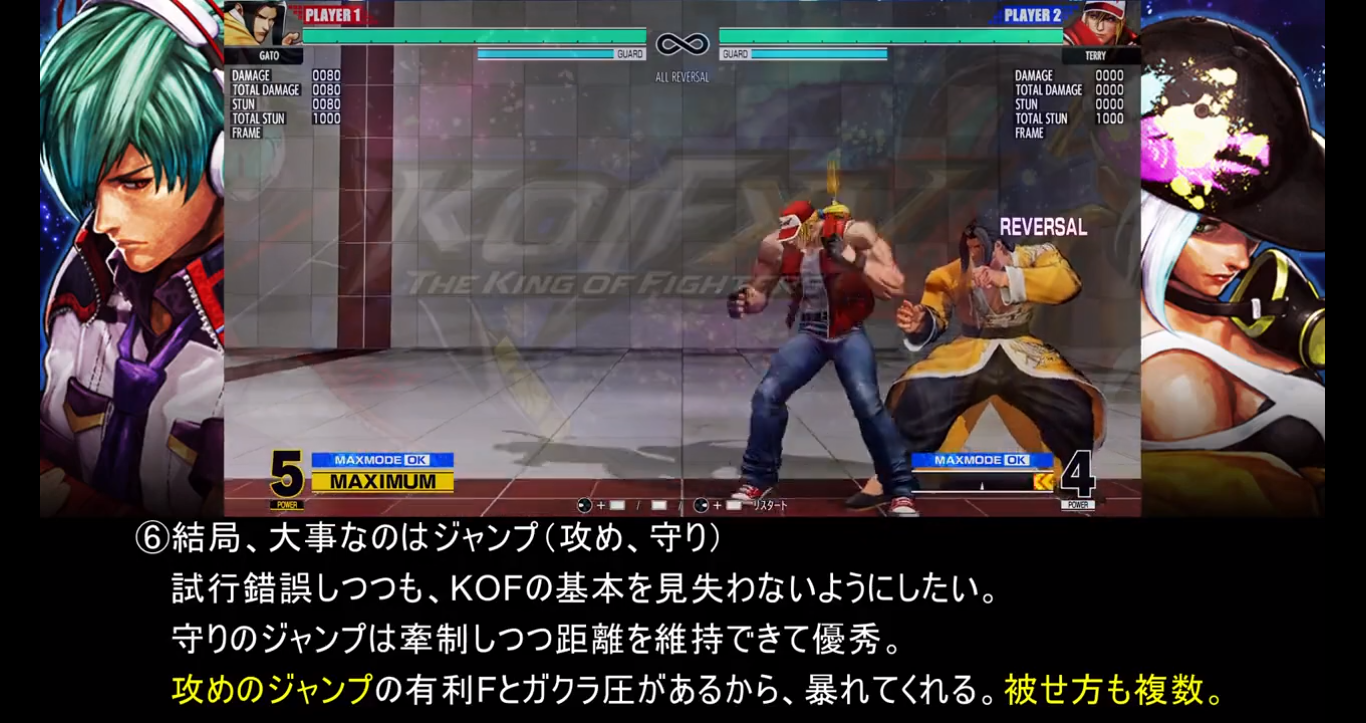 PLAYER 1
PLAYER 2
GATO
GUARD
GUARD
TERRY
ALL REVERSAL
DAMAGE 0080
TOTAL DAMAGE 0080
STUN 0080
TOTAL STUN 1000
FRAME
DAMAGE 0000
TOTAL DAMAGE 0000
STUN 0000
TOTAL STUN 1000
FRAME
KOF XV
THE KING OF FIGHTERS
REVERSAL
5
POWER
MAXMODE OK
MAXIMUM
MAXMODE OK
4
POWER
+ / / + リスタート
⑥結局、大事なのはジャンプ(攻め、守り)
試行錯誤しつつも、KOFの基本を見失わないようにしたい。
守りのジャンプは牽制しつつ距離を維持できて優秀。
攻めのジャンプの有利Fとガクラ圧があるから、暴れてくれる。被せ方も複数。